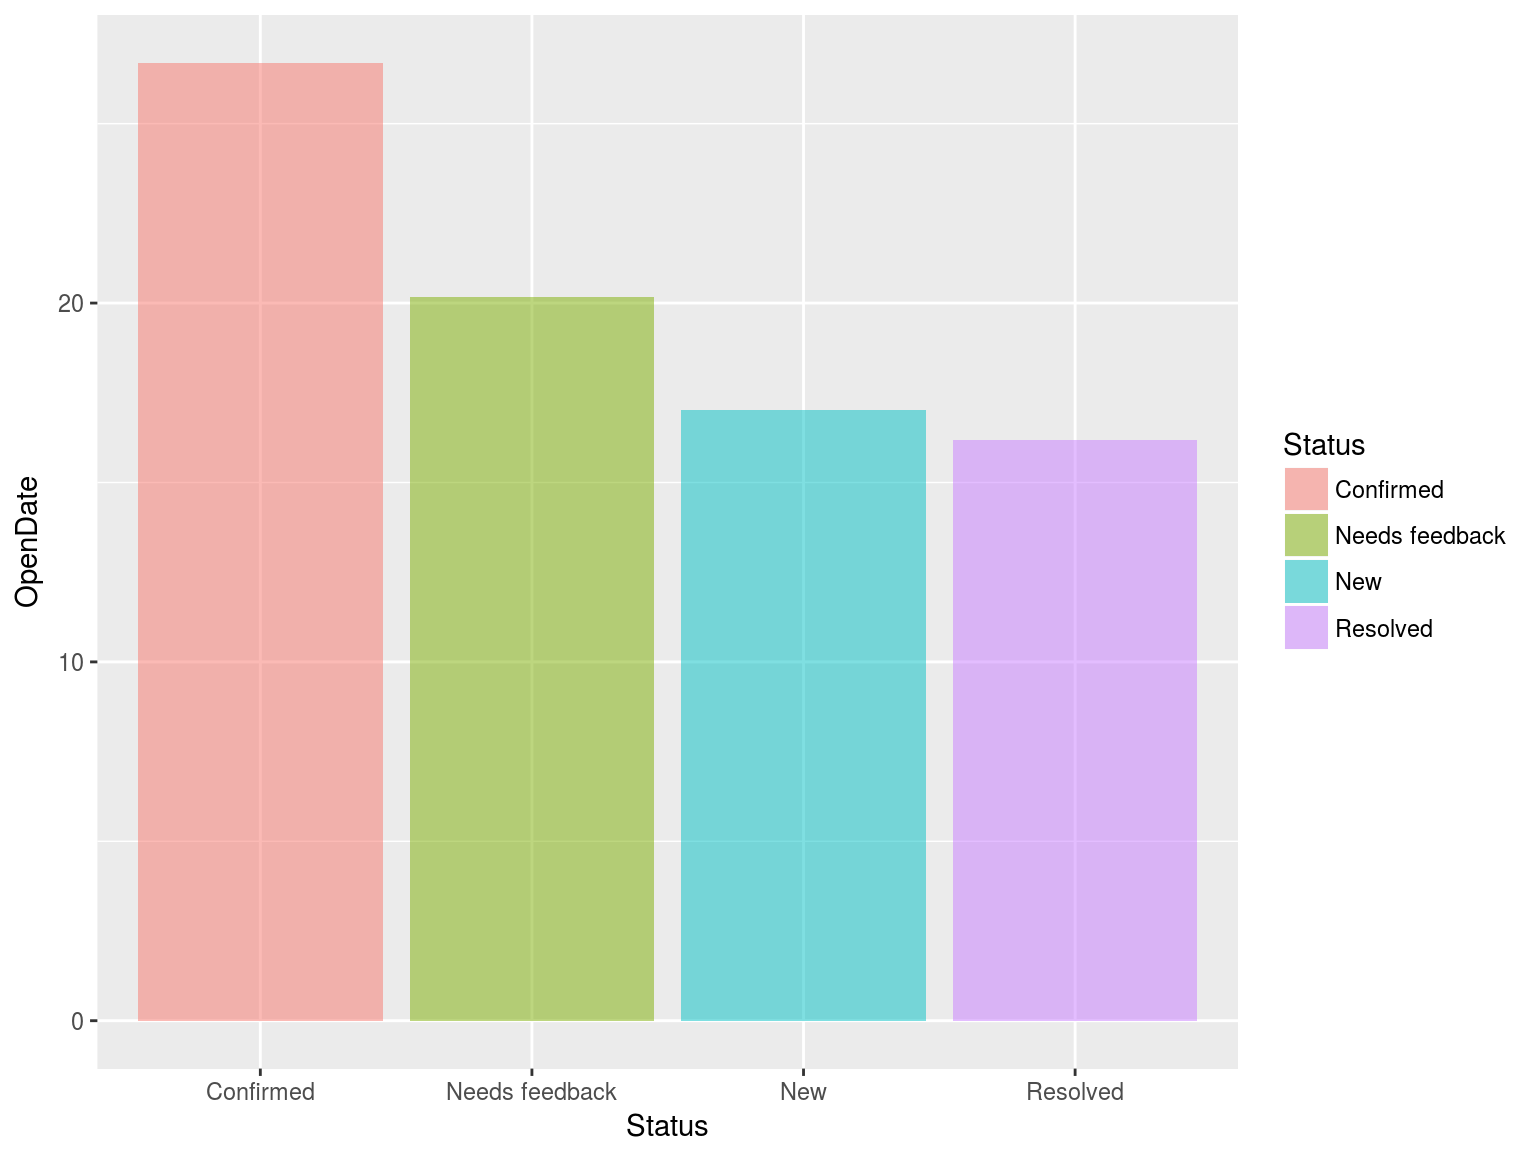 20
10
0
OpenDate
Confirmed
Needs feedback
New
Resolved
Status
Status
Confirmed
Needs feedback
New
Resolved